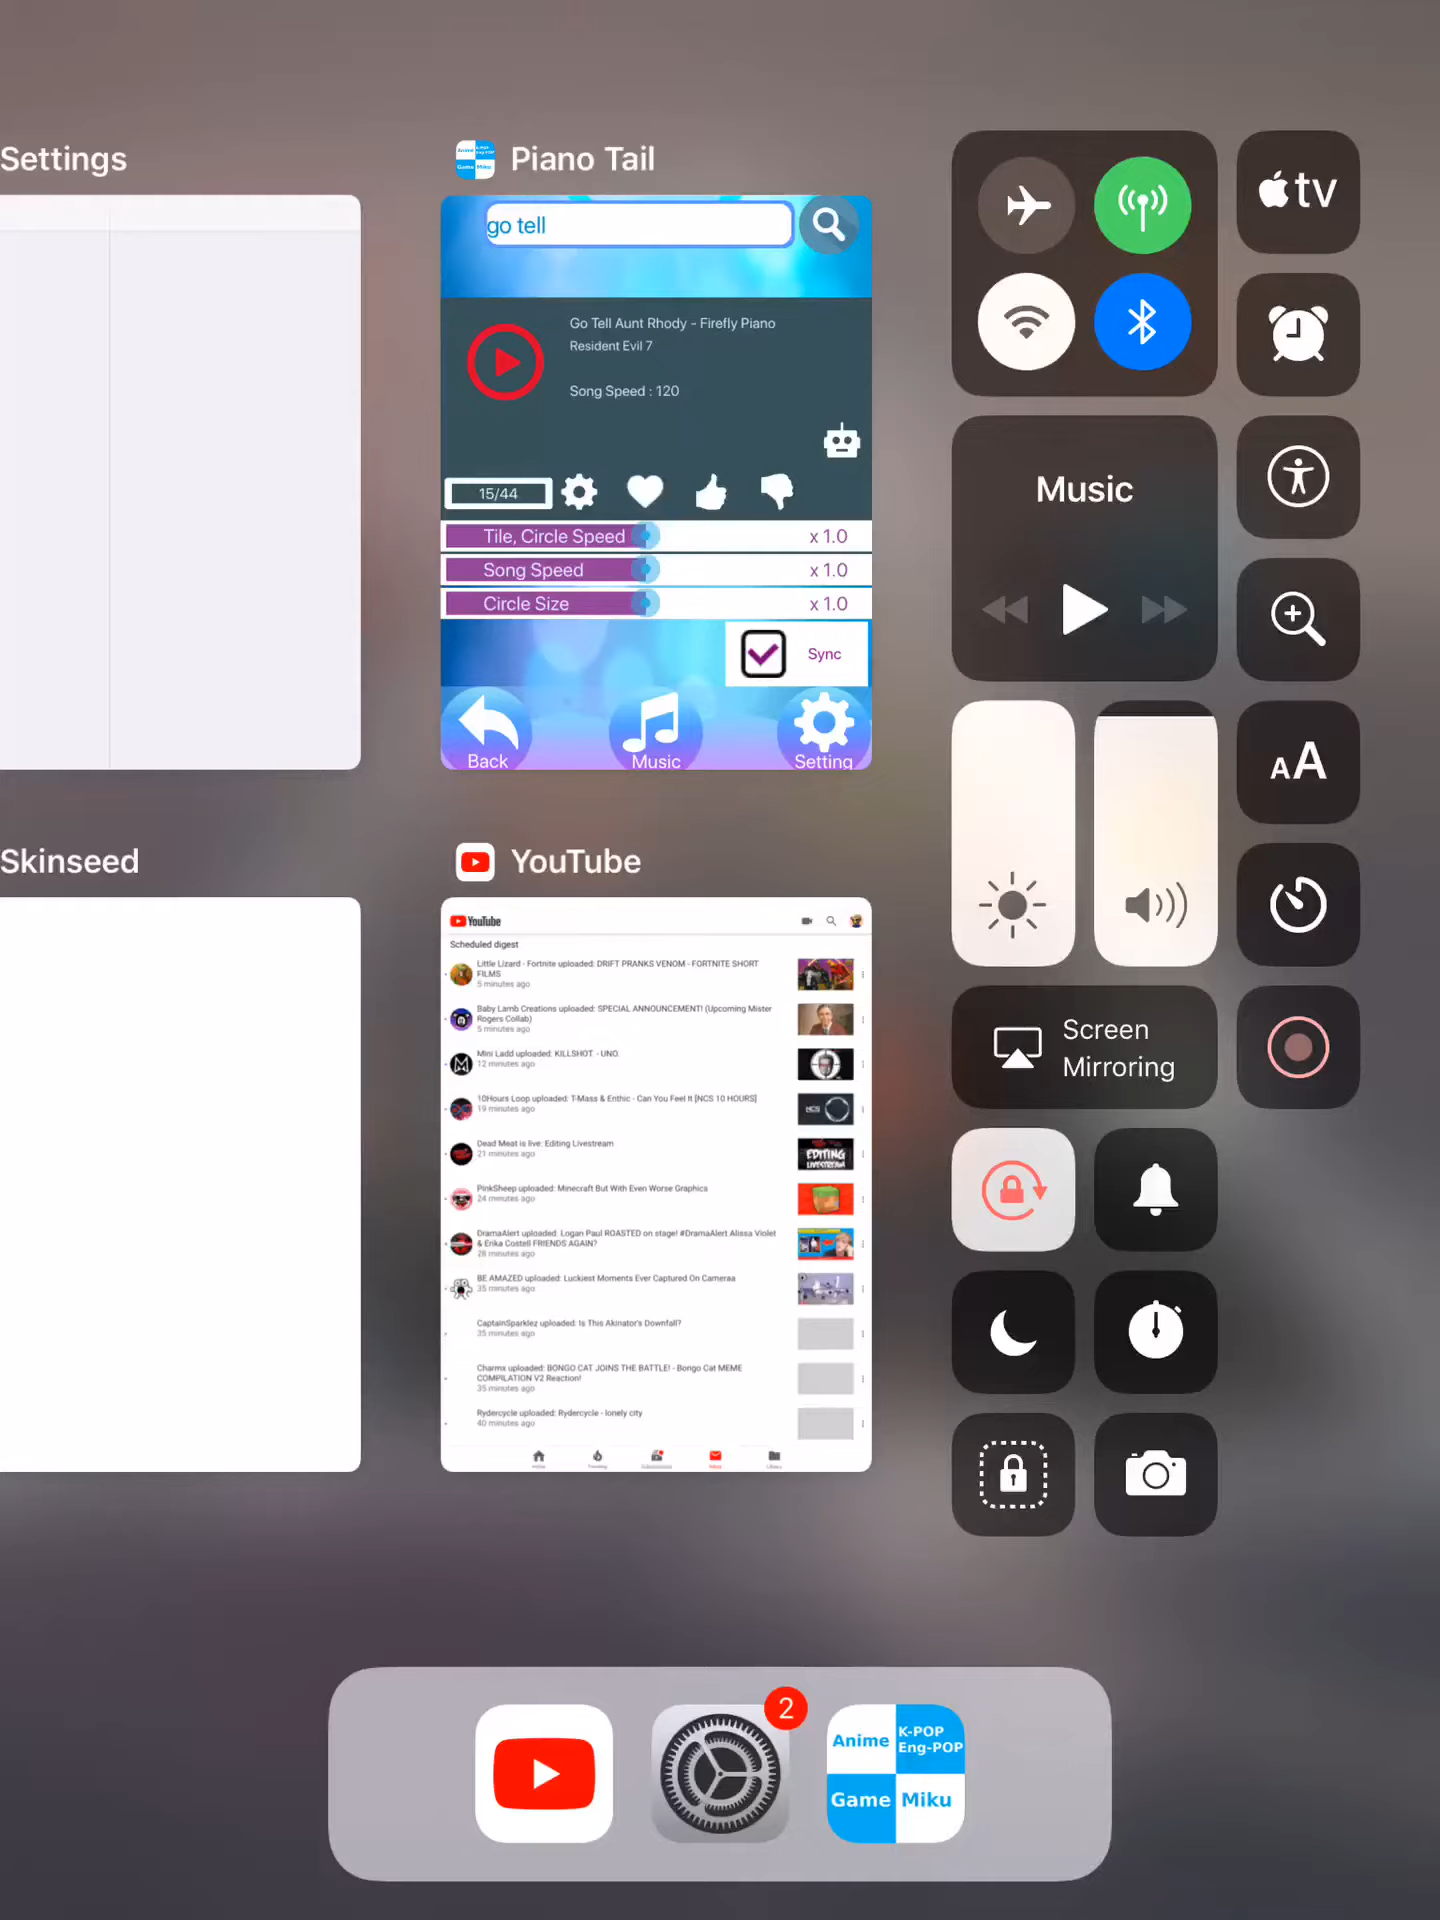 Settings
Piano Tail
go tell
Go Tell Aunt Rhody - Firefly Piano
Resident Evil 7
Song Speed : 120
15/44
Tile, Circle Speed x 1.0
Song Speed x 1.0
Circle Size x 1.0
Sync
Back Music Setting
Skinseed
YouTube
YouTube
Scheduled digest
Little Lizard - Fortnite uploaded: DRIFT PRANKS VENOM - FORTNITE SHORT
FILMS
5 minutes ago
Baby Lamb Creations uploaded: SPECIAL ANNOUNCEMENT! (Upcoming Mister
Rogers Collab)
5 minutes ago
Mini Ladd uploaded: KILLSHOT - UNO.
12 minutes ago
10Hours Loop uploaded: T-Mass & Enthic - Can You Feel It [NCS 10 HOURS]
19 minutes ago
NCS
Dead Meat is live: Editing Livestream
21 minutes ago
EDITING
LIVESTREAM
PinkSheep uploaded: Minecraft But With Even Worse Graphics
24 minutes ago
DramaAlert uploaded: Logan Paul ROASTED on stage! #DramaAlert Alissa Violet
& Erika Costell FRIENDS AGAIN?
28 minutes ago
BE AMAZED uploaded: Luckiest Moments Ever Captured On Cameraa
35 minutes ago
CaptainSparklez uploaded: Is This Akinator's Downfall?
35 minutes ago
Charmx uploaded: BONGO CAT JOINS THE BATTLE! - Bongo Cat MEME
COMPILATION V2 Reaction!
35 minutes ago
Rydercycle uploaded: Rydercycle - lonely city
40 minutes ago
tv
Music
AA
Screen
Mirroring
2
Anime K-POP
Eng-POP
Game Miku